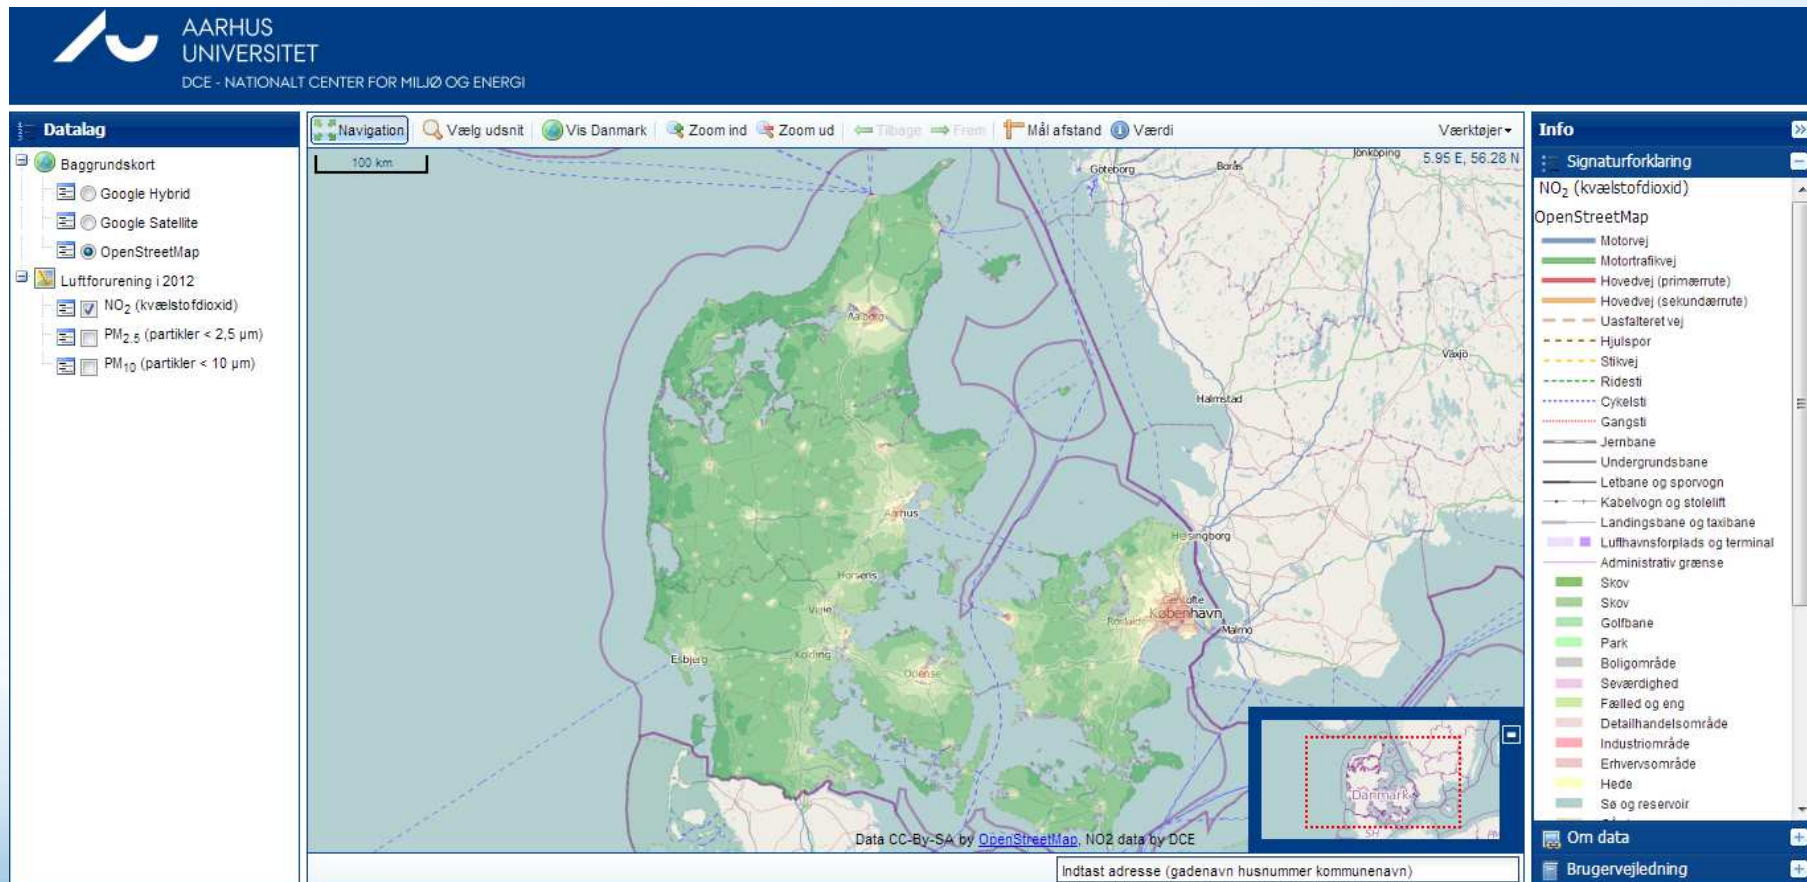 AARHUS
UNIVERSITET
DCE - NATIONALT CENTER FOR MILJØ OG ENERGI
Datalag
Baggrundskort
Google Hybrid
Google Satellite
OpenStreetMap
Luftforurening i 2012
NO2 (kvælstofdioxid)
PM2.5 (partikler < 2,5 µm)
PM10 (partikler < 10 µm)
Navigation Vælg udsnit Vis Danmark Zoom ind Zoom ud Tilbage Frem Mål afstand Værdi Værktøjer
100 km
5.95 E, 56.28 N
Göteborg
Borås
Jönköping
Aalborg
Växjö
Halmstad
Aarhus
Helsingborg
Horsens
Vejle
Gentofte
København
Roskilde
Malmö
Esbjerg
Kolding
Odense
Danmark
Data CC-By-SA by OpenStreetMap, NO2 data by DCE
Indtast adresse (gadenavn husnummer kommunenavn)
Info
Signaturforklaring
NO2 (kvælstofdioxid)
OpenStreetMap
Motorvej
Motortrafikvej
Hovedvej (primærrute)
Hovedvej (sekundærrute)
Uasfalteret vej
Hjulspor
Stikvej
Ridesti
Cykelsti
Gangsti
Jernbane
Undergrundsbane
Letbane og sporvogn
Kabelvogn og stolelift
Landingsbane og taxibane
Lufthavnsforplads og terminal
Administrativ grænse
Skov
Skov
Golfbane
Park
Boligområde
Seværdighed
Fælled og eng
Detailhandelsområde
Industriområde
Erhvervsområde
Hede
Sø og reservoir
Om data
Brugervejledning